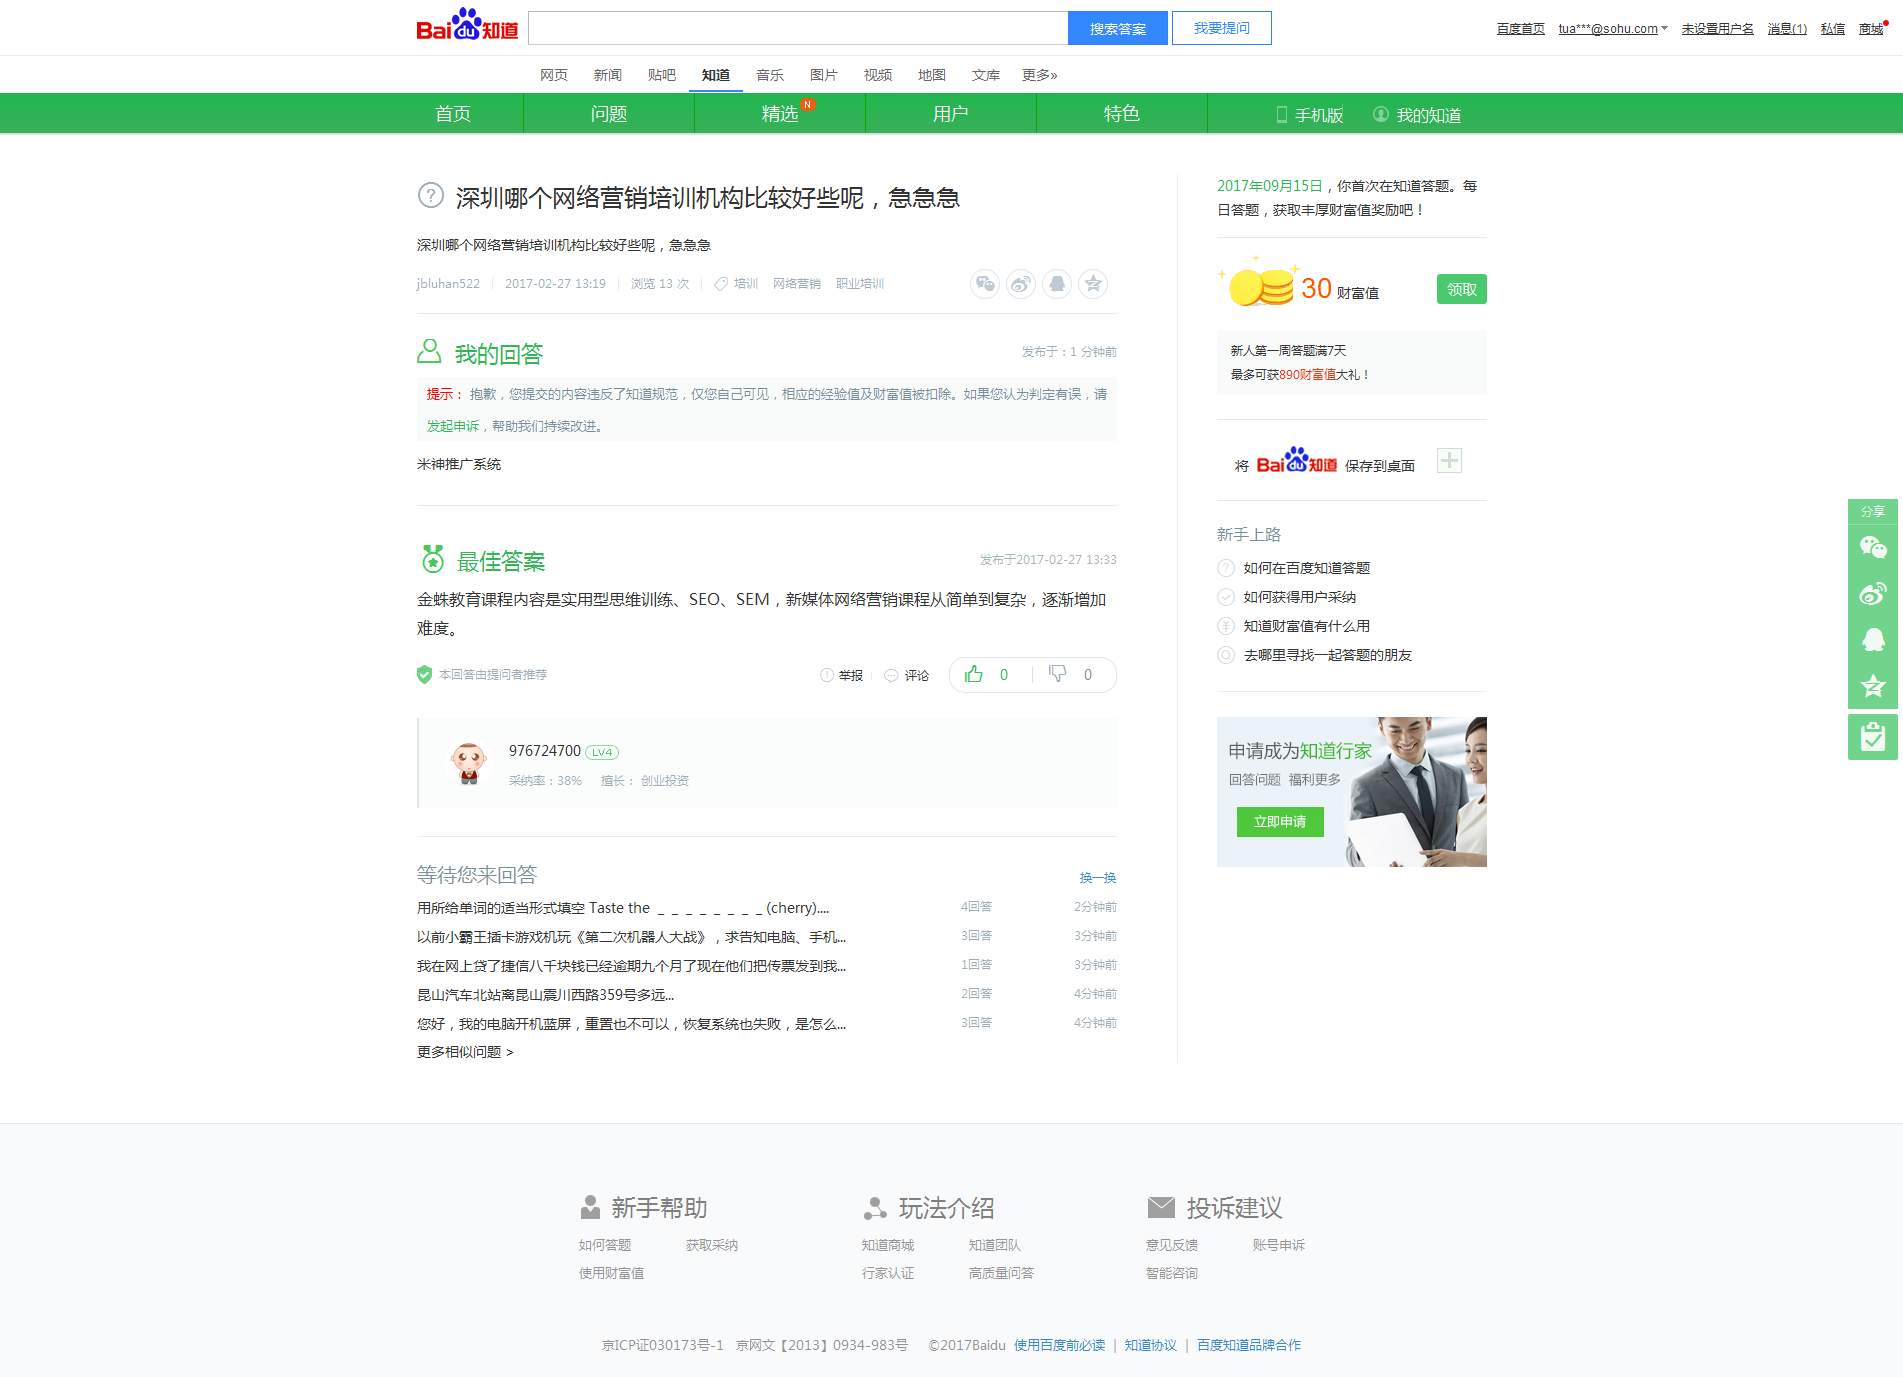 Bai du 知道
搜索答案
我要提问
百度首页 tua***@sohu.com 未设置用户名 消息(1) 私信 商城
网页 新闻 贴吧 知道 音乐 图片 视频 地图 文库 更多»
首页 问题 精选 N 用户 特色 手机版 我的知道
深圳哪个网络营销培训机构比较好些呢，急急急
深圳哪个网络营销培训机构比较好些呢，急急急
jbluhan522 2017-02-27 13:19 浏览 13 次 培训 网络营销 职业培训
我的回答
发布于：1 分钟前
提示： 抱歉，您提交的内容违反了知道规范，仅您自己可见，相应的经验值及财富值被扣除。如果您认为判定有误，请
发起申诉，帮助我们持续改进。
米神推广系统
最佳答案
发布于2017-02-27 13:33
金蛛教育课程内容是实用型思维训练、SEO、SEM，新媒体网络营销课程从简单到复杂，逐渐增加
难度。
本回答由提问者推荐
举报 评论 0 0
976724700 LV4
采纳率：38% 擅长： 创业投资
等待您来回答
换一换
用所给单词的适当形式填空 Taste the _ _ _ _ _ _ _ _ (cherry).... 4回答 2分钟前
以前小霸王插卡游戏机玩《第二次机器人大战》，求告知电脑、手机... 3回答 3分钟前
我在网上贷了捷信八千块钱已经逾期九个月了现在他们把传票发到我... 1回答 3分钟前
昆山汽车北站离昆山震川西路359号多远... 2回答 4分钟前
您好，我的电脑开机蓝屏，重置也不可以，恢复系统也失败，是怎么... 3回答 4分钟前
更多相似问题 >
2017年09月15日，你首次在知道答题。每
日答题，获取丰厚财富值奖励吧！
30 财富值
领取
新人第一周答题满7天
最多可获890财富值大礼！
将 Bai du 知道 保存到桌面
新手上路
如何在百度知道答题
如何获得用户采纳
知道财富值有什么用
去哪里寻找一起答题的朋友
申请成为知道行家
回答问题 福利更多
立即申请
分享
新手帮助
如何答题 获取采纳
使用财富值
玩法介绍
知道商城 知道团队
行家认证 高质量问答
投诉建议
意见反馈 账号申诉
智能咨询
京ICP证030173号-1 京网文【2013】0934-983号 ©2017Baidu 使用百度前必读 | 知道协议 | 百度知道品牌合作